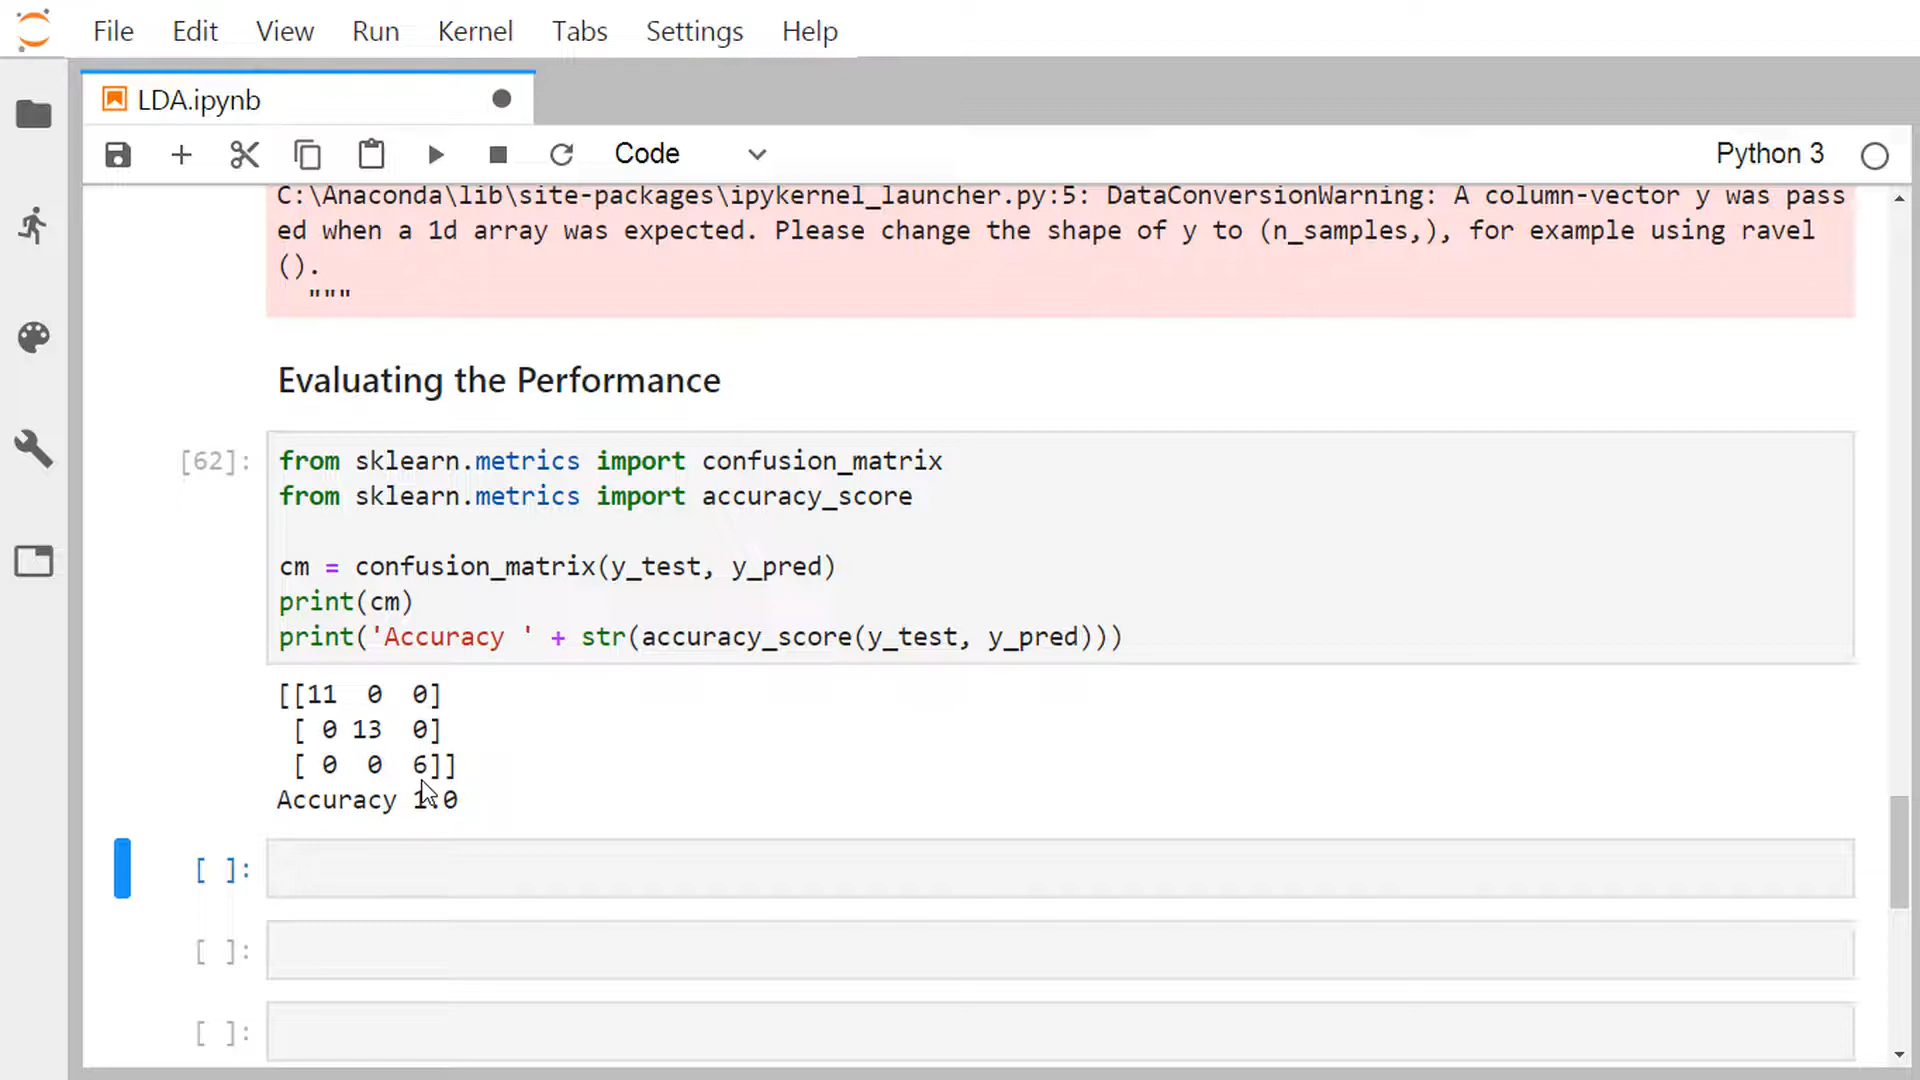 File Edit View Run Kernel Tabs Settings Help
LDA.ipynb
Code Python 3
C:\Anaconda\lib\site-packages\ipykernel_launcher.py:5: DataConversionWarning: A column-vector y was pass
ed when a 1d array was expected. Please change the shape of y to (n_samples,), for example using ravel
().
"""
Evaluating the Performance
[62]: from sklearn.metrics import confusion_matrix
from sklearn.metrics import accuracy_score
cm = confusion_matrix(y_test, y_pred)
print(cm)
print('Accuracy ' + str(accuracy_score(y_test, y_pred)))
[[11 0 0]
[ 0 13 0]
[ 0 0 6]]
Accuracy 1.0
[ ]:
[ ]:
[ ]: